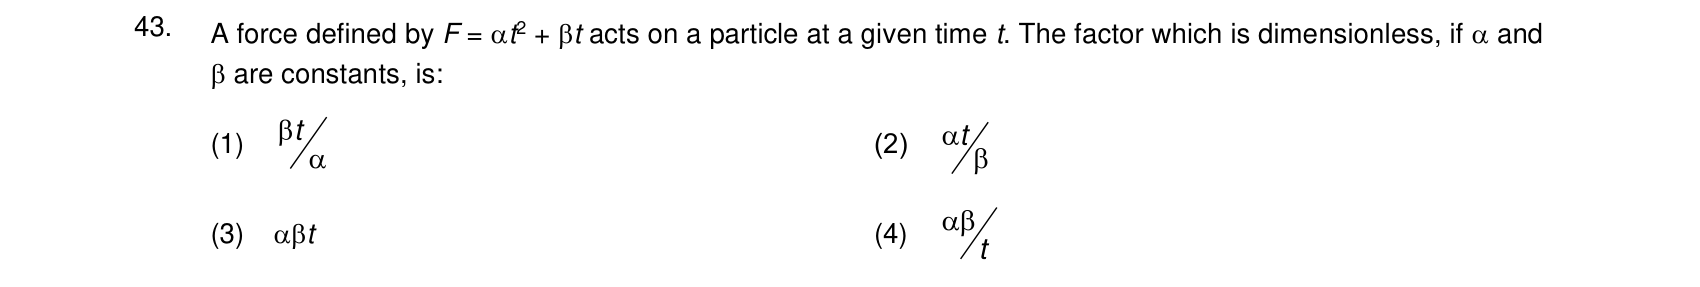 43. A force defined by F = αt² + βt acts on a particle at a given time t. The factor which is dimensionless, if α and
β are constants, is:
(1) βt/α (2) αt/β
(3) αβt (4) αβ/t